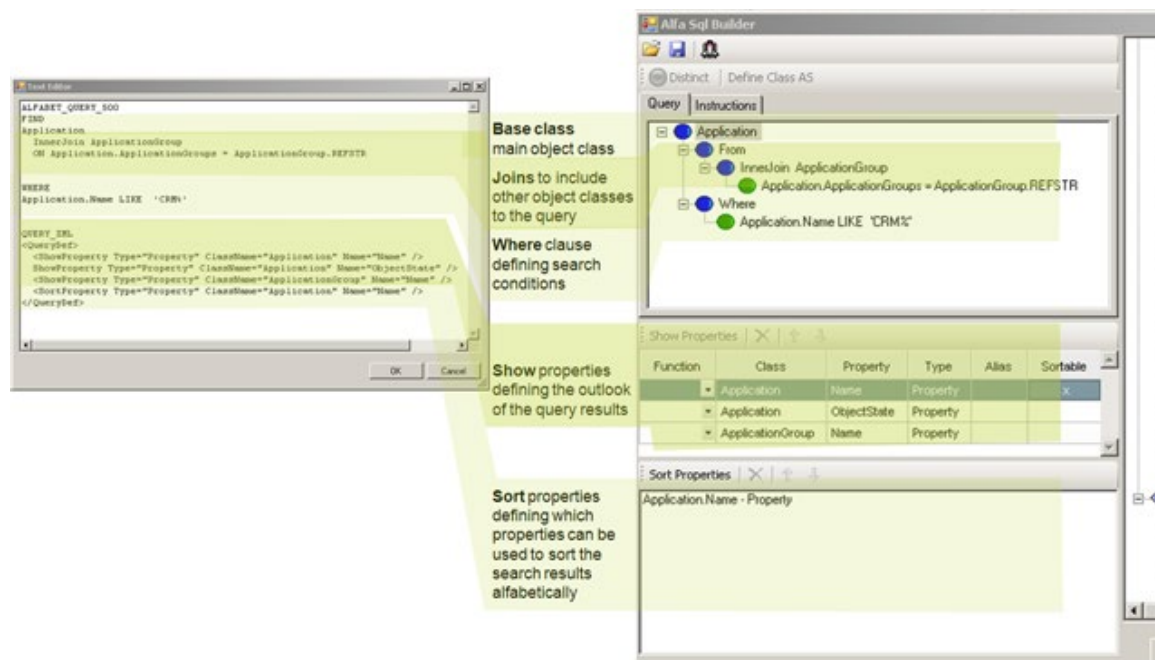 Text Editor
ALFABET_QUERY_500
FIND
Application
InnerJoin ApplicationGroup
ON Application.ApplicationGroups = ApplicationGroup.REFSTR
WHERE
Application.Name LIKE 'CRM%'
QUERY_XML
<QueryDef>
<ShowProperty Type="Property" ClassName="Application" Name="Name" />
ShowProperty Type="Property" ClassName="Application" Name="ObjectState" />
<ShowProperty Type="Property" ClassName="ApplicationGroup" Name="Name" />
<SortProperty Type="Property" ClassName="Application" Name="Name" />
</QueryDef>
OK Cancel
Base class
main object class
Joins to include
other object classes
to the query
Where clause
defining search
conditions
Show properties
defining the outlook
of the query results
Sort properties
defining which
properties can be
used to sort the
search results
alfabetically
Alfa Sql Builder
Distinct Define Class AS
Query Instructions
Application
From
InnerJoin ApplicationGroup
Application.ApplicationGroups = ApplicationGroup.REFSTR
Where
Application.Name LIKE 'CRM%'
Show Properties
Function Class Property Type Alias Sortable
Application Name Property x
Application ObjectState Property
ApplicationGroup Name Property
Sort Properties
Application.Name - Property